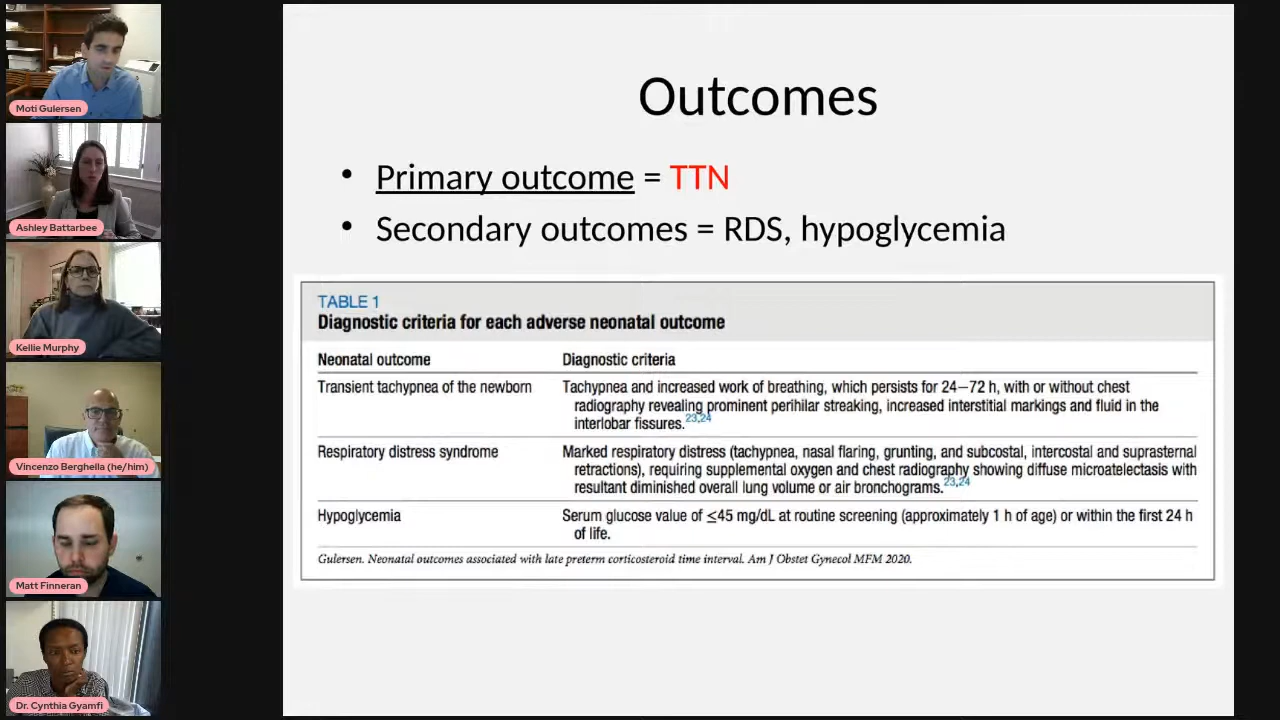 Moti Gulersen
Ashley Battarbee
Kellie Murphy
Vincenzo Berghella (he/him)
Matt Finneran
Dr. Cynthia Gyamfi
Outcomes
• Primary outcome = TTN
• Secondary outcomes = RDS, hypoglycemia
TABLE 1
Diagnostic criteria for each adverse neonatal outcome
Neonatal outcome Diagnostic criteria
Transient tachypnea of the newborn Tachypnea and increased work of breathing, which persists for 24–72 h, with or without chest
radiography revealing prominent perihilar streaking, increased interstitial markings and fluid in the
interlobar fissures.23,24
Respiratory distress syndrome Marked respiratory distress (tachypnea, nasal flaring, grunting, and subcostal, intercostal and suprasternal
retractions), requiring supplemental oxygen and chest radiography showing diffuse microatelectasis with
resultant diminished overall lung volume or air bronchograms.23,24
Hypoglycemia Serum glucose value of ≤45 mg/dL at routine screening (approximately 1 h of age) or within the first 24 h
of life.
Gulersen. Neonatal outcomes associated with late preterm corticosteroid time interval. Am J Obstet Gynecol MFM 2020.